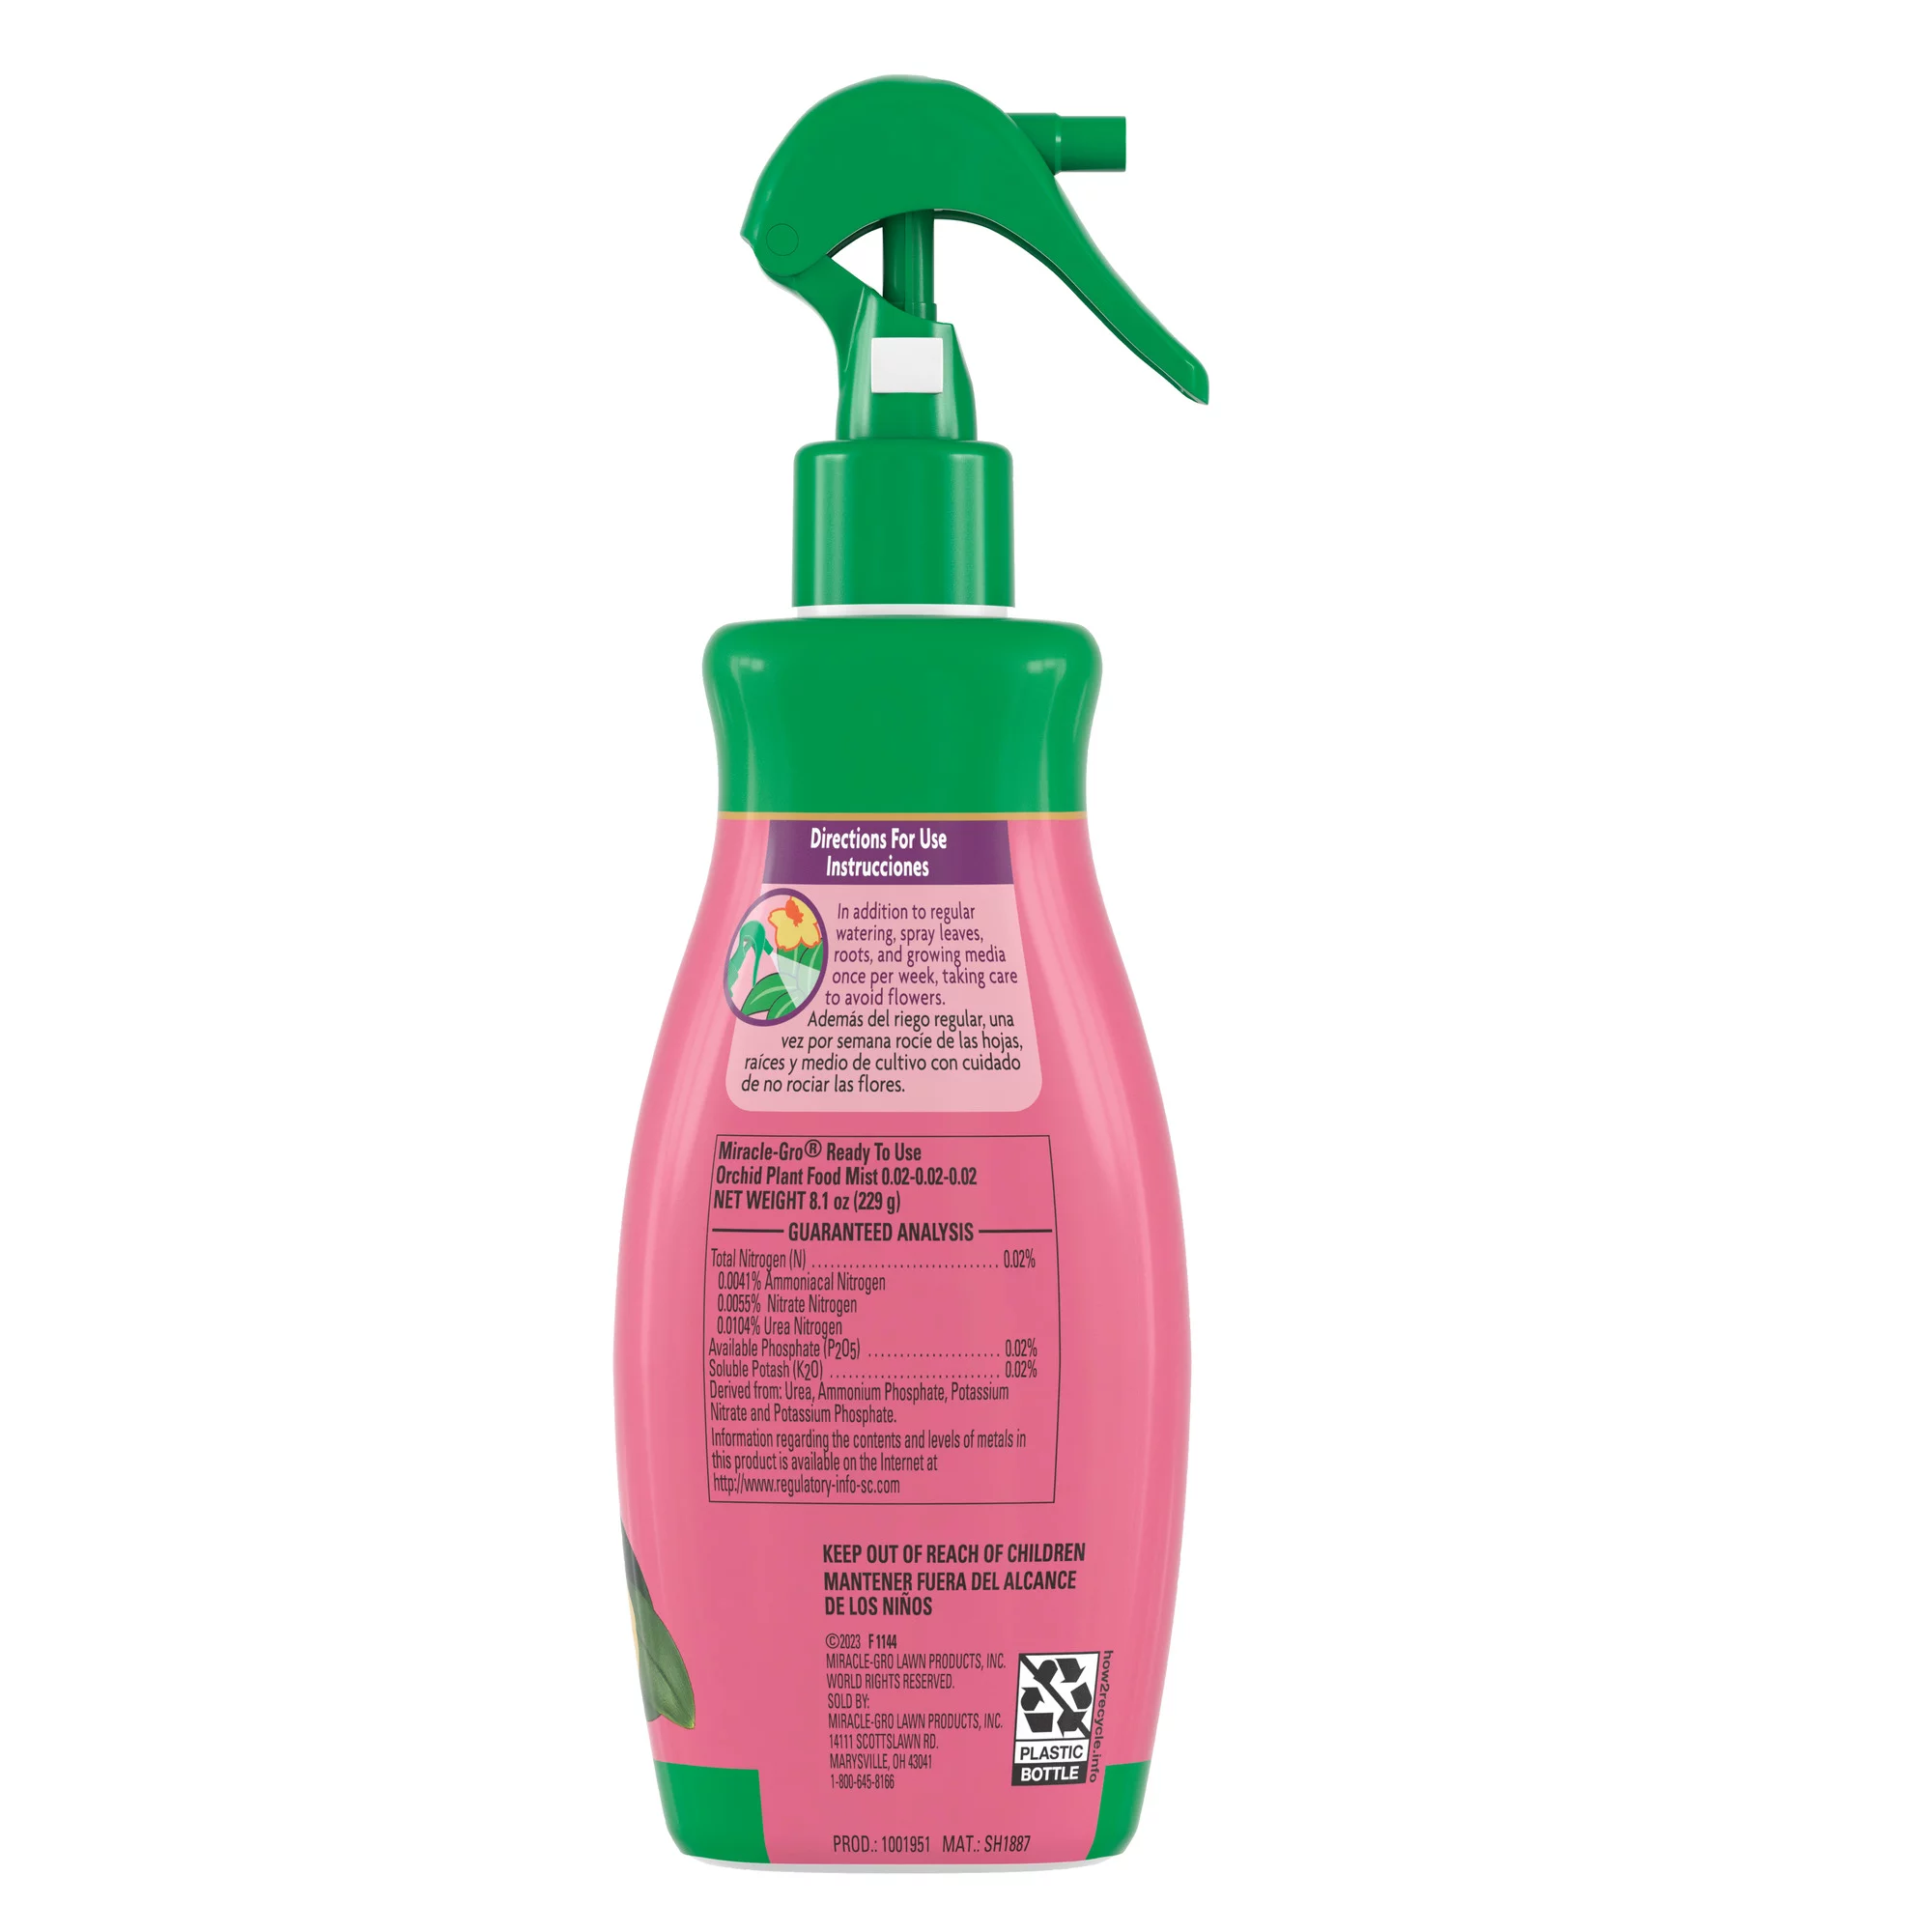 Directions For Use
Instrucciones
In addition to regular
watering, spray leaves,
roots, and growing media
once per week, taking care
to avoid flowers.
Además del riego regular, una
vez por semana rocíe de las hojas,
raíces y medio de cultivo con cuidado
de no rociar las flores.
Miracle-Gro® Ready To Use
Orchid Plant Food Mist 0.02-0.02-0.02
NET WEIGHT 8.1 oz (229 g)
GUARANTEED ANALYSIS
Total Nitrogen (N) .............................. 0.02%
0.0041% Ammoniacal Nitrogen
0.0055% Nitrate Nitrogen
0.0104% Urea Nitrogen
Available Phosphate (P2O5) ..................... 0.02%
Soluble Potash (K2O) ........................... 0.02%
Derived from: Urea, Ammonium Phosphate, Potassium
Nitrate and Potassium Phosphate.
Information regarding the contents and levels of metals in
this product is available on the Internet at
http://www.regulatory-info-sc.com
KEEP OUT OF REACH OF CHILDREN
MANTENER FUERA DEL ALCANCE
DE LOS NIÑOS
©2023 F1144
MIRACLE-GRO LAWN PRODUCTS, INC.
WORLD RIGHTS RESERVED.
SOLD BY:
MIRACLE-GRO LAWN PRODUCTS, INC.
14111 SCOTTSLAWN RD.
MARYSVILLE, OH 43041
1-800-645-8166
PLASTIC
BOTTLE
how2recycle.info
PROD.: 1001951 MAT.: SH1887